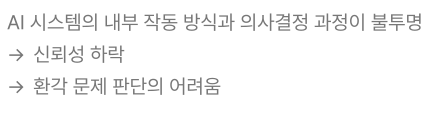 AI 시스템의 내부 작동 방식과 의사결정 과정이 불투명
→ 신뢰성 하락
→ 환각 문제 판단의 어려움